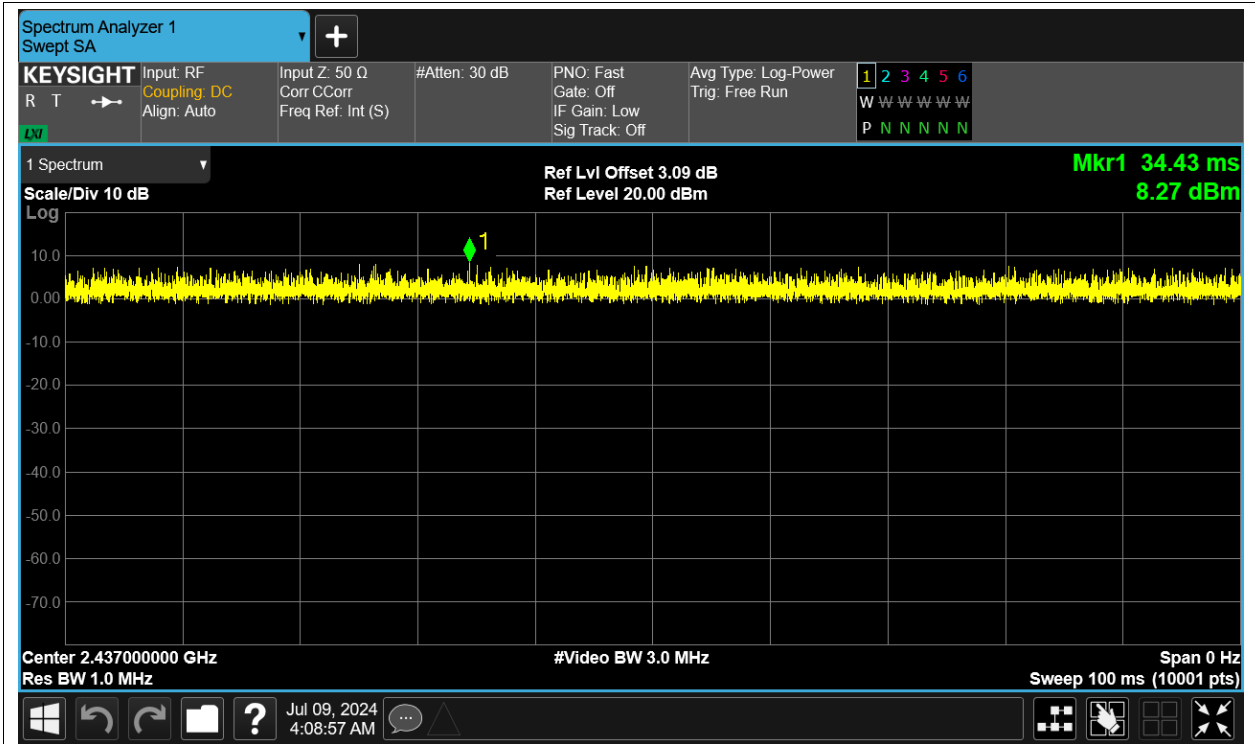 Spectrum Analyzer 1
Swept SA
KEYSIGHT
R T
LXI
Input: RF
Coupling: DC
Align: Auto
Input Z: 50 Ω
Corr CCorr
Freq Ref: Int (S)
#Atten: 30 dB
PNO: Fast
Gate: Off
IF Gain: Low
Sig Track: Off
Avg Type: Log-Power
Trig: Free Run
1 2 3 4 5 6
W W W W W W
P N N N N N
1 Spectrum
Scale/Div 10 dB
Log
Ref Lvl Offset 3.09 dB
Ref Level 20.00 dBm
Mkr1 34.43 ms
8.27 dBm
1
10.0
0.00
-10.0
-20.0
-30.0
-40.0
-50.0
-60.0
-70.0
Center 2.437000000 GHz
Res BW 1.0 MHz
#Video BW 3.0 MHz
Span 0 Hz
Sweep 100 ms (10001 pts)
?
Jul 09, 2024
4:08:57 AM